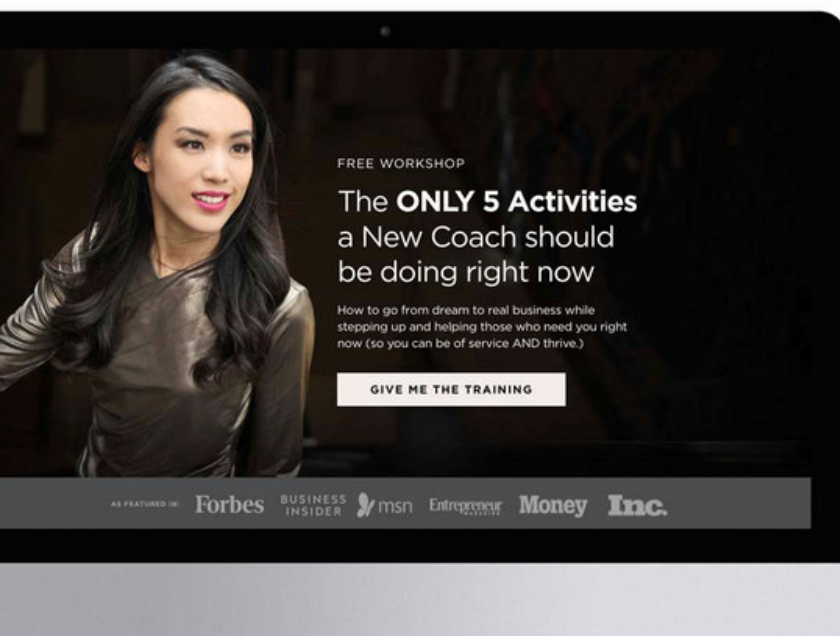 FREE WORKSHOP
The ONLY 5 Activities
a New Coach should
be doing right now
How to go from dream to real business while
stepping up and helping those who need you right
now (so you can be of service AND thrive.)
GIVE ME THE TRAINING
AS FEATURED IN:
Forbes
BUSINESS
INSIDER
msn
Entrepreneur
MAGAZINE
Money
Inc.